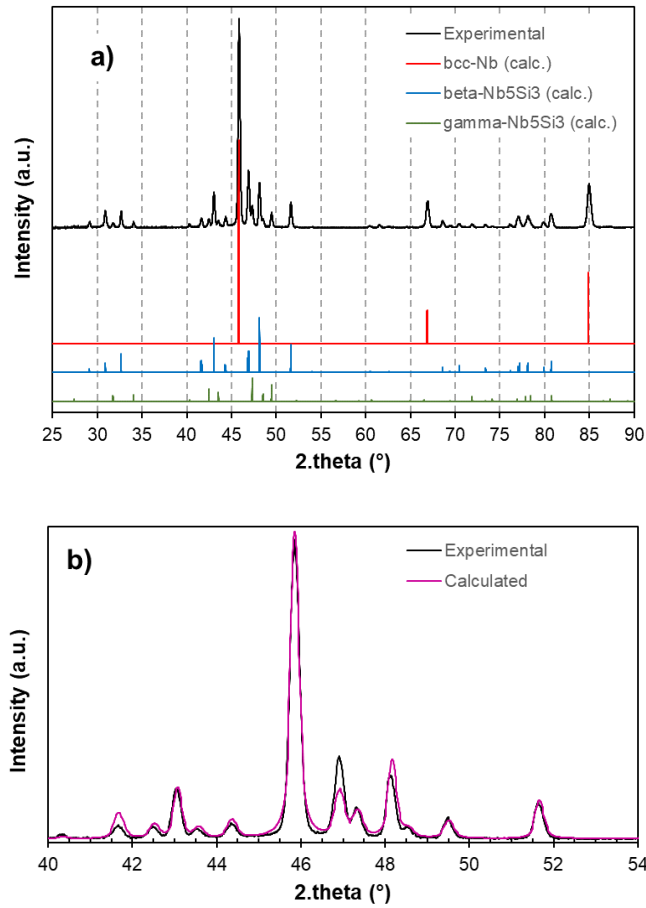 a)
Experimental
bcc-Nb (calc.)
beta-Nb5Si3 (calc.)
gamma-Nb5Si3 (calc.)
Intensity (a.u.)
25 30 35 40 45 50 55 60 65 70 75 80 85 90
2.theta (°)
b)
Experimental
Calculated
Intensity (a.u.)
40 42 44 46 48 50 52 54
2.theta (°)